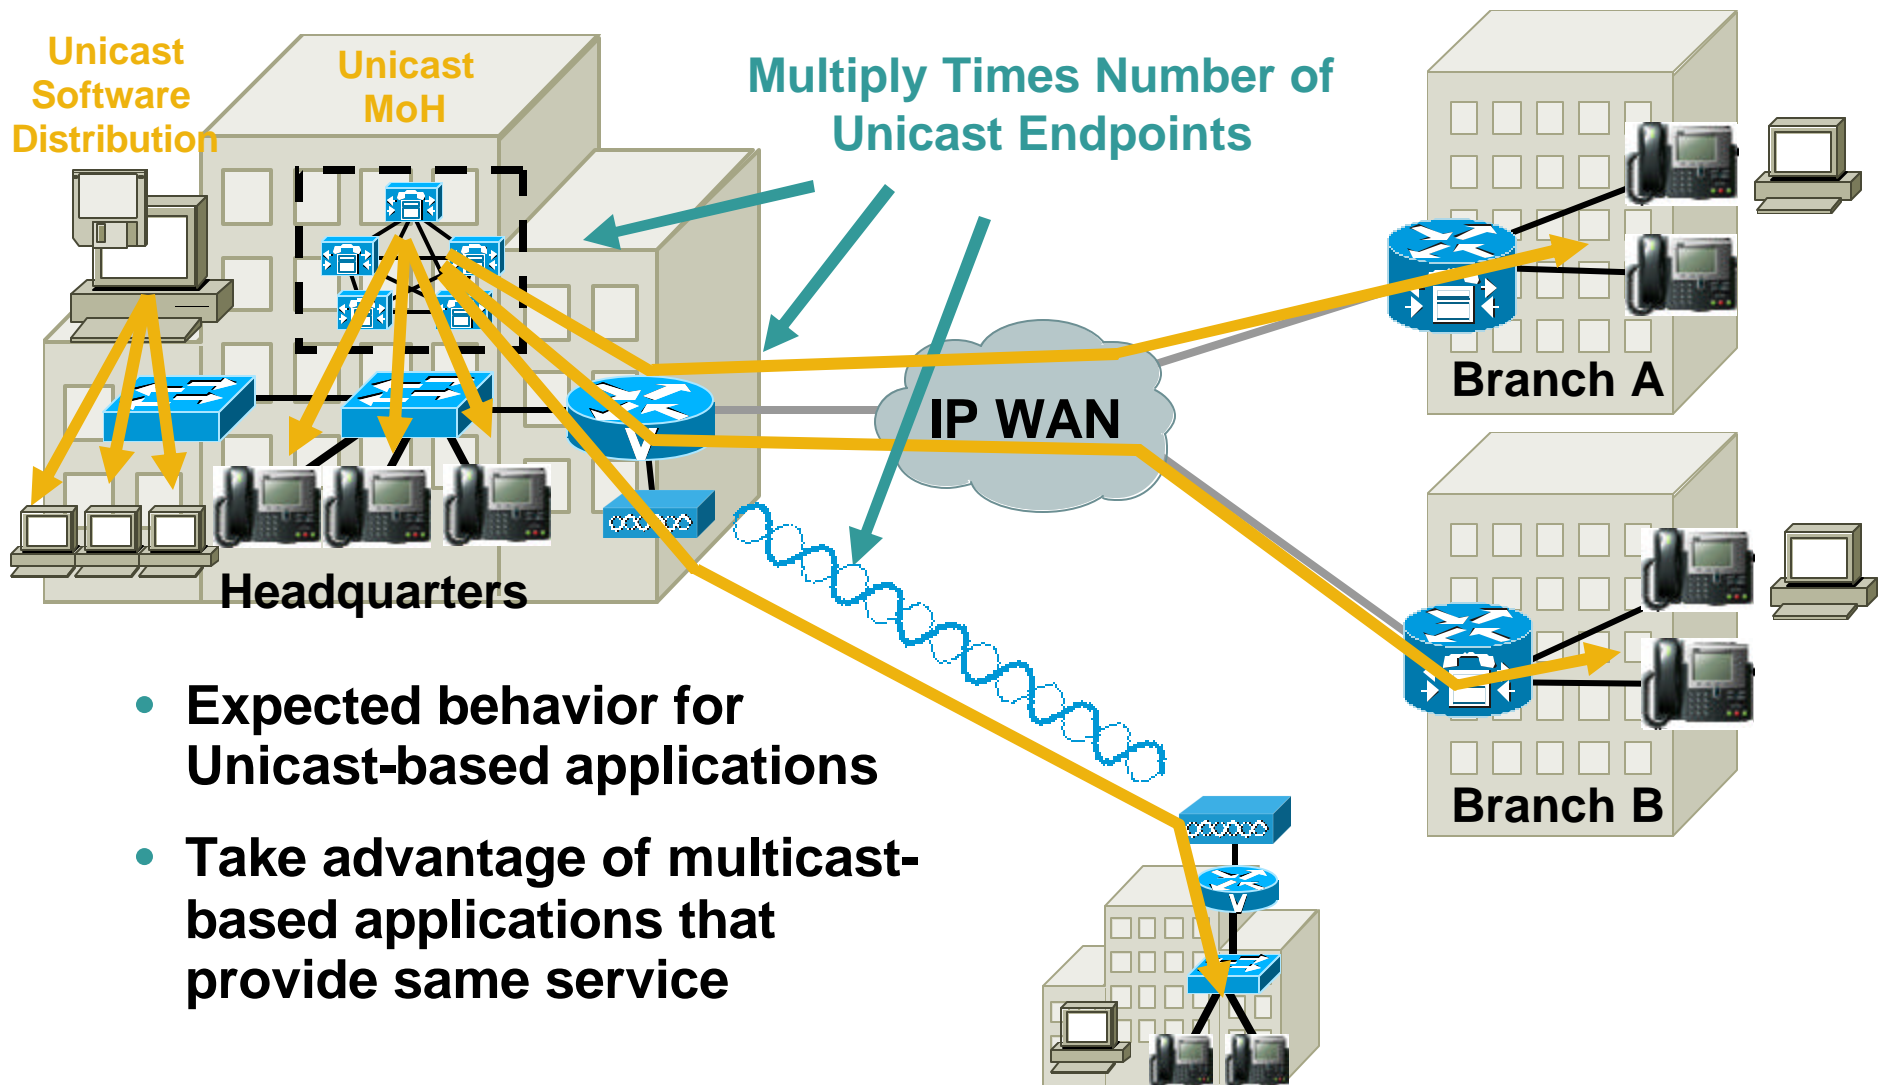 Unicast
Software
Distribution
Unicast
MoH
Multiply Times Number of
Unicast Endpoints
IP WAN
Branch A
Branch B
V
Headquarters
• Expected behavior for
Unicast-based applications
• Take advantage of multicast-
based applications that
provide same service
V